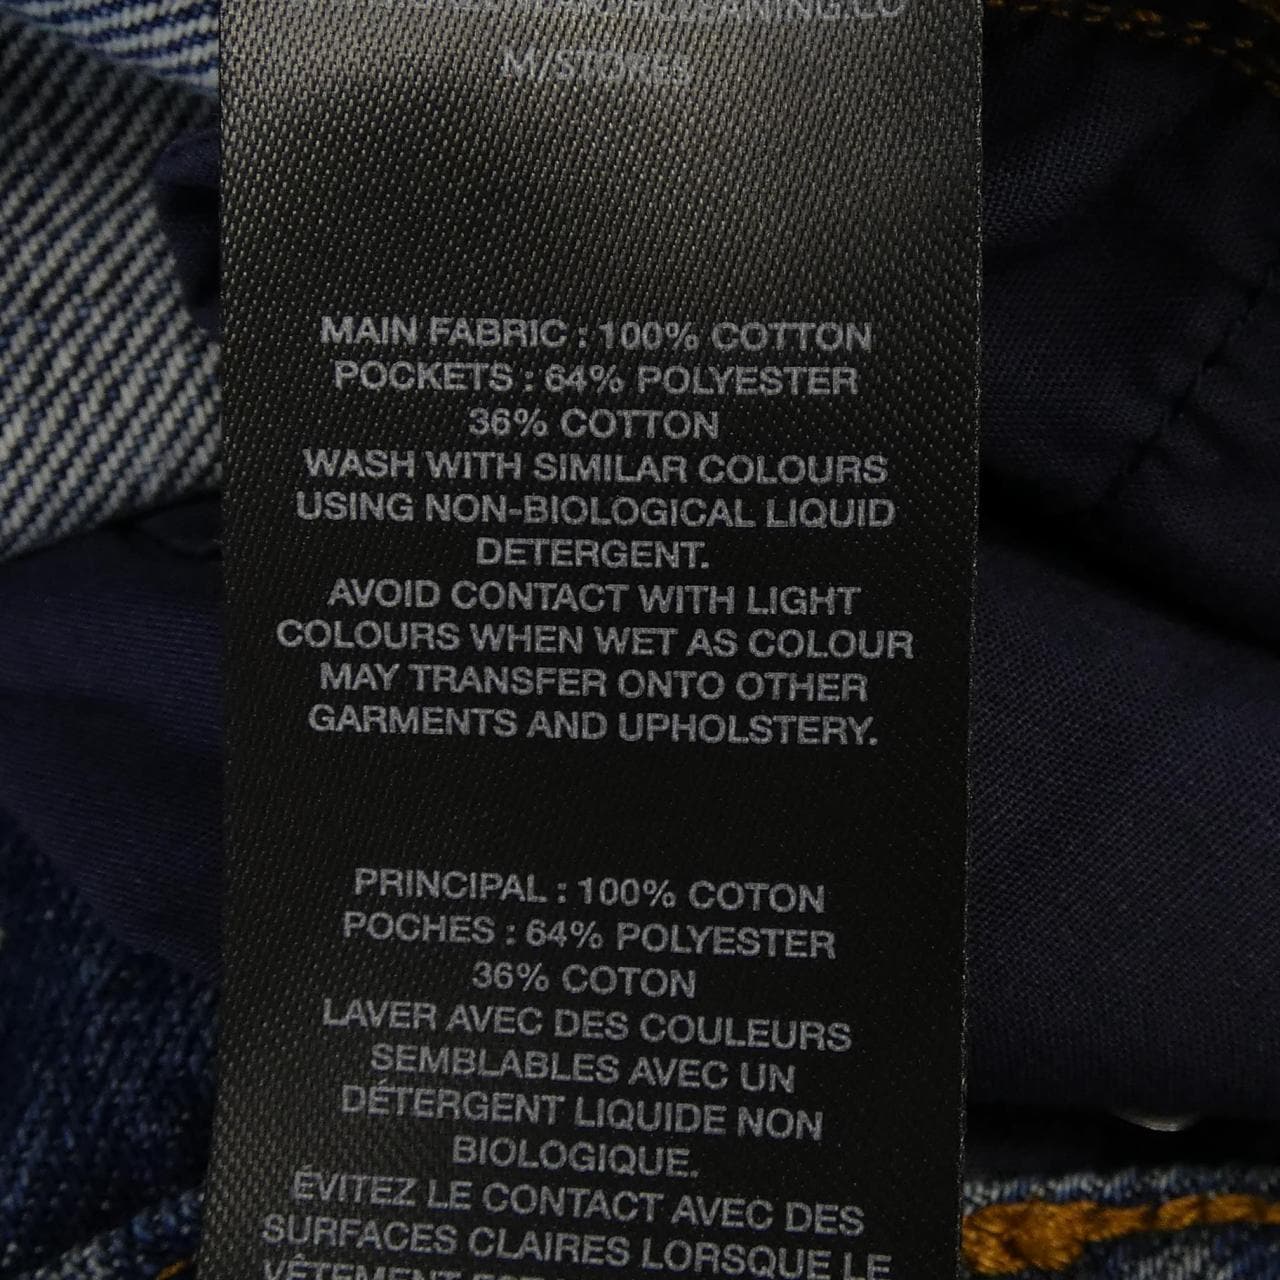 M/STORES
MAIN FABRIC : 100% COTTON
POCKETS : 64% POLYESTER
36% COTTON
WASH WITH SIMILAR COLOURS
USING NON-BIOLOGICAL LIQUID
DETERGENT.
AVOID CONTACT WITH LIGHT
COLOURS WHEN WET AS COLOUR
MAY TRANSFER ONTO OTHER
GARMENTS AND UPHOLSTERY.
PRINCIPAL : 100% COTON
POCHES : 64% POLYESTER
36% COTON
LAVER AVEC DES COULEURS
SEMBLABLES AVEC UN
DÉTERGENT LIQUIDE NON
BIOLOGIQUE.
ÉVITEZ LE CONTACT AVEC DES
SURFACES CLAIRES LORSQUE LE
VÊTEMENT EST